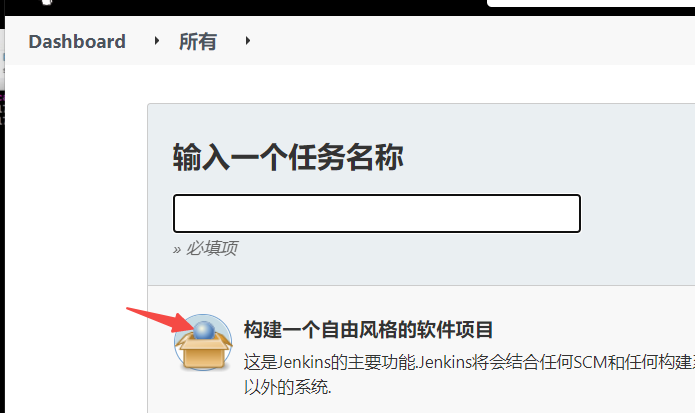 Dashboard 所有
输入一个任务名称
» 必填项
构建一个自由风格的软件项目
这是Jenkins的主要功能.Jenkins将会结合任何SCM和任何构建
以外的系统.